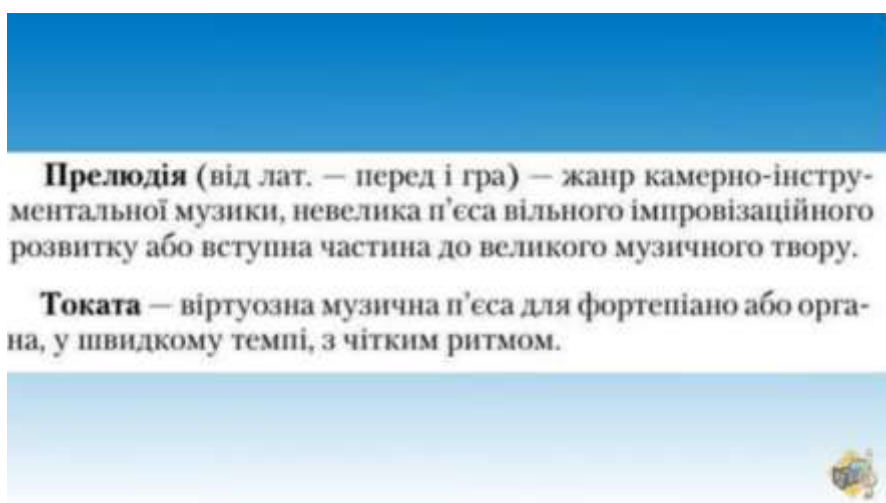 Прелюдія (від лат. — перед і гра) — жанр камерно-інстру-
ментальної музики, невелика п’єса вільного імпровізаційного
розвитку або вступна частина до великого музичного твору.
Токата — віртуозна музична п’єса для фортепіано або орга-
на, у швидкому темпі, з чітким ритмом.